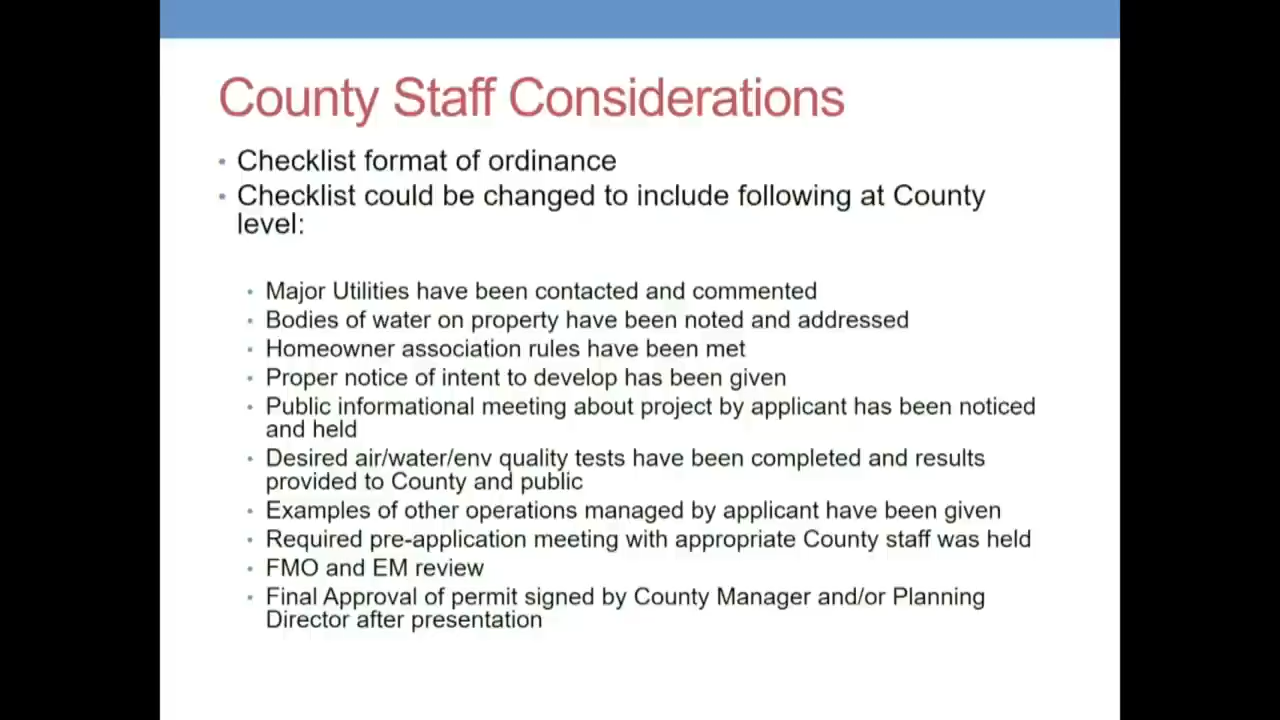 County Staff Considerations
• Checklist format of ordinance
• Checklist could be changed to include following at County
level:
• Major Utilities have been contacted and commented
• Bodies of water on property have been noted and addressed
• Homeowner association rules have been met
• Proper notice of intent to develop has been given
• Public informational meeting about project by applicant has been noticed
and held
• Desired air/water/env quality tests have been completed and results
provided to County and public
• Examples of other operations managed by applicant have been given
• Required pre-application meeting with appropriate County staff was held
• FMO and EM review
• Final Approval of permit signed by County Manager and/or Planning
Director after presentation